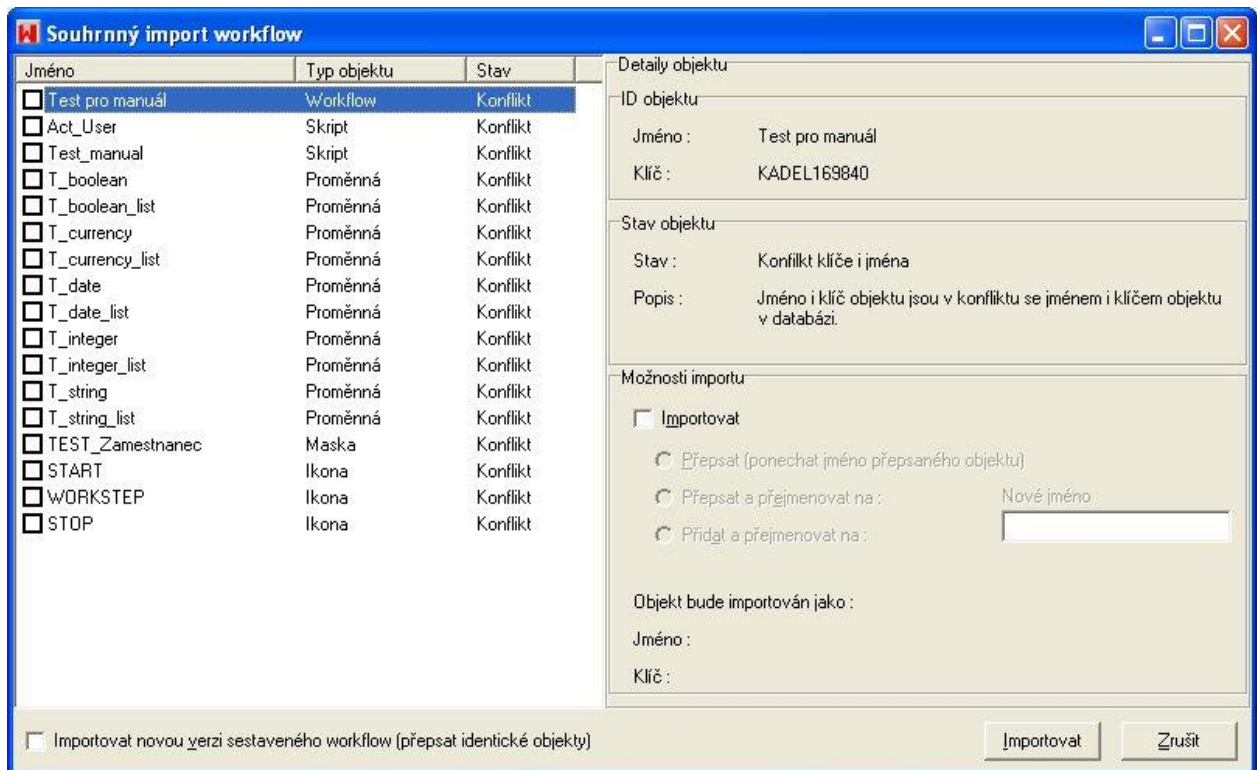 Souhrnný import workflow
Jméno Typ objektu Stav
Test pro manuál Workflow Konflikt
Act_User Skript Konflikt
Test_manual Skript Konflikt
T_boolean Proměnná Konflikt
T_boolean_list Proměnná Konflikt
T_currency Proměnná Konflikt
T_currency_list Proměnná Konflikt
T_date Proměnná Konflikt
T_date_list Proměnná Konflikt
T_integer Proměnná Konflikt
T_integer_list Proměnná Konflikt
T_string Proměnná Konflikt
T_string_list Proměnná Konflikt
TEST_Zamestnanec Maska Konflikt
START Ikona Konflikt
WORKSTEP Ikona Konflikt
STOP Ikona Konflikt
Detaily objektu
ID objektu
Jméno : Test pro manuál
Klíč : KADEL169840
Stav objektu
Stav : Konfilkt klíče i jména
Popis : Jméno i klíč objektu jsou v konfliktu se jménem i klíčem objektu
v databázi.
Možnosti importu
Importovat
Přepsat (ponechat jméno přepsaného objektu)
Přepsat a přejmenovat na : Nové jméno
Přidat a přejmenovat na :
Objekt bude importován jako :
Jméno :
Klíč :
Importovat novou verzi sestaveného workflow (přepsat identické objekty)
Importovat Zrušit